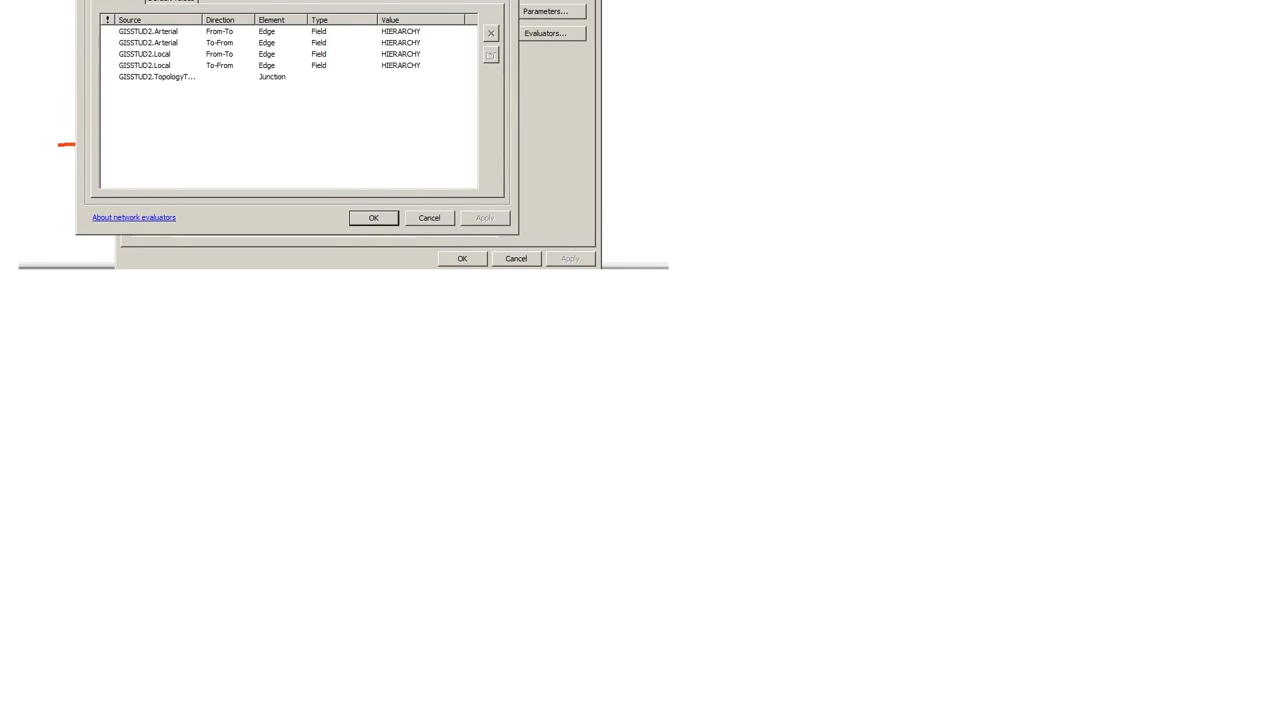 Parameters...
! Source Direction Element Type Value
GISSTUD2.Arterial From-To Edge Field HIERARCHY
Evaluators...
GISSTUD2.Arterial To-From Edge Field HIERARCHY
GISSTUD2.Local From-To Edge Field HIERARCHY
GISSTUD2.Local To-From Edge Field HIERARCHY
GISSTUD2.TopologyT... Junction
About network evaluators OK Cancel Apply
OK Cancel Apply